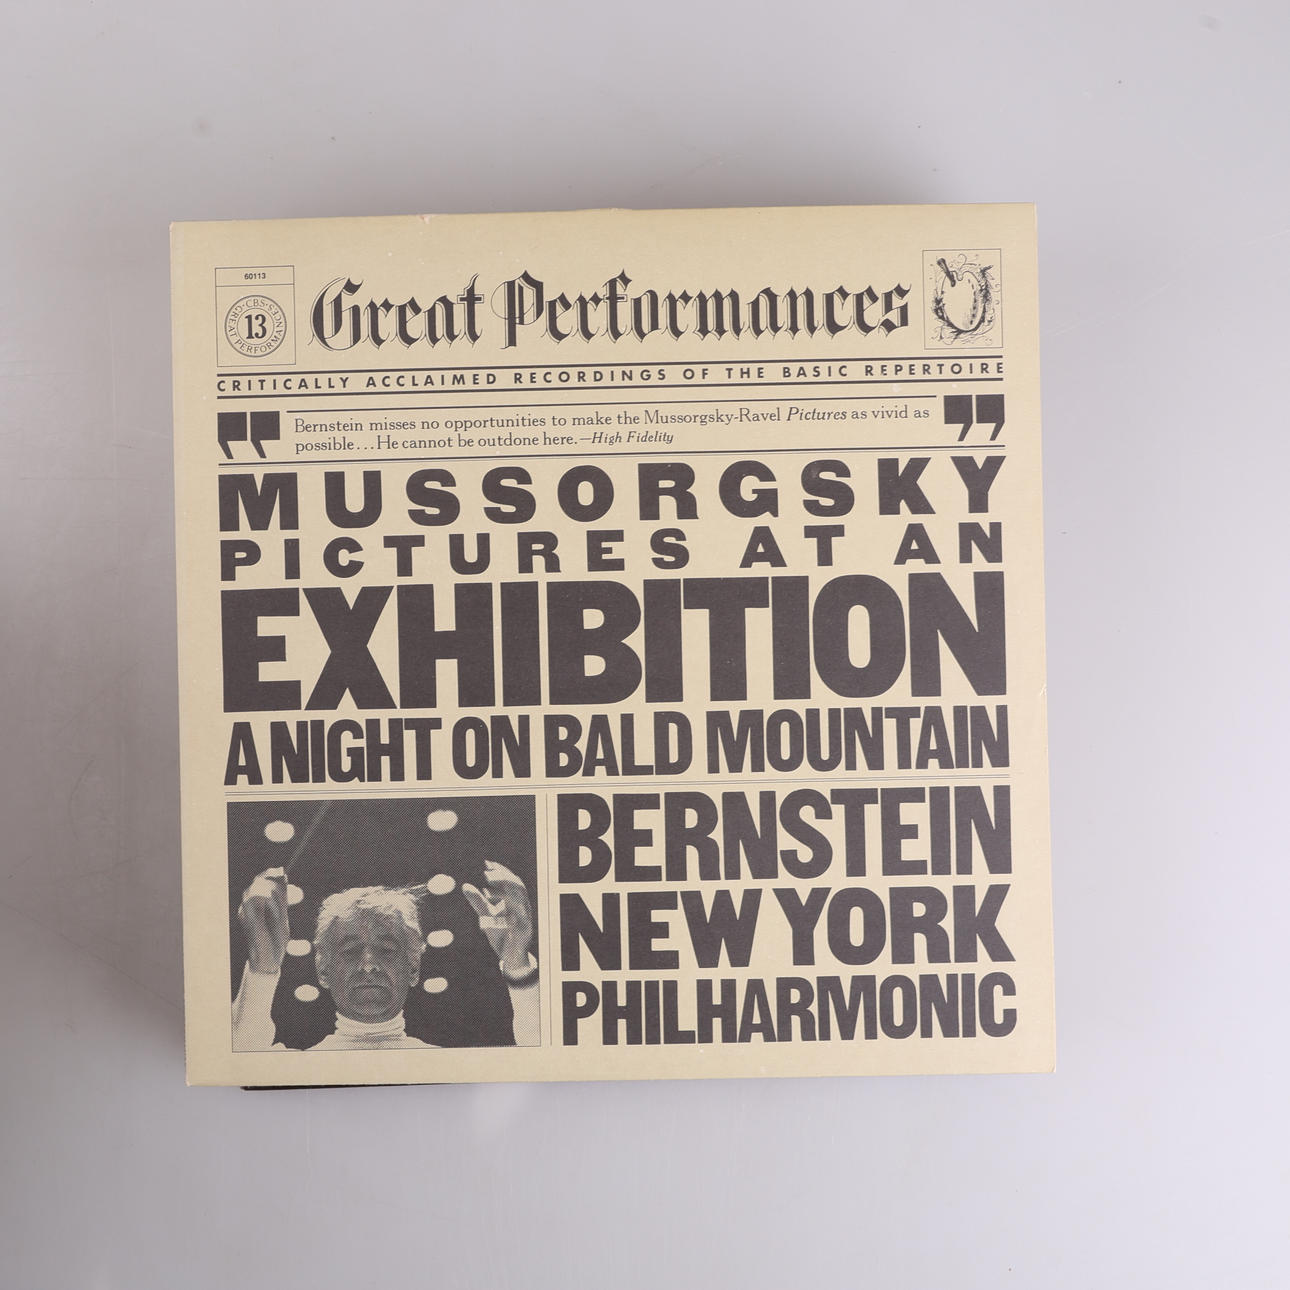 60113
·CBS·
GREAT PERFORMANCES
13
Great Performances
CRITICALLY ACCLAIMED RECORDINGS OF THE BASIC REPERTOIRE
" Bernstein misses no opportunities to make the Mussorgsky-Ravel Pictures as vivid as
possible...He cannot be outdone here.—High Fidelity "
MUSSORGSKY
PICTURES AT AN
EXHIBITION
A NIGHT ON BALD MOUNTAIN
BERNSTEIN
NEW YORK
PHILHARMONIC